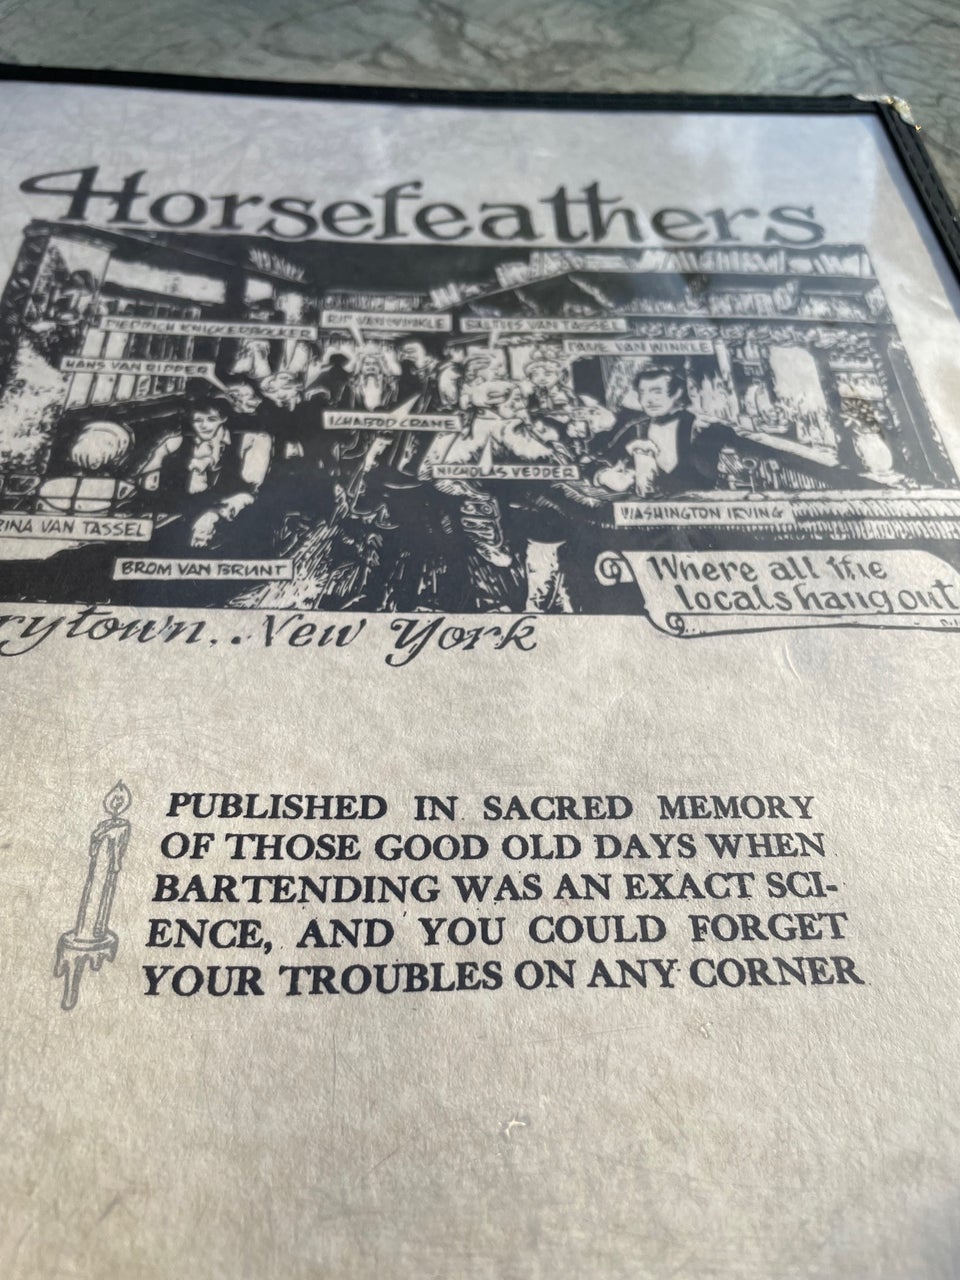 Horsefeathers
DIEDRICH KNICKERBOCKER
RIP VAN WINKLE
BALTUS VAN TASSEL
DAME VAN WINKLE
HANS VAN RIPPER
ICHABOD CRANE
NICHOLAS VEDDER
WASHINGTON IRVING
RINA VAN TASSEL
BROM VAN BRUNT
Where all the
locals hang out
rytown.. New York
PUBLISHED IN SACRED MEMORY
OF THOSE GOOD OLD DAYS WHEN
BARTENDING WAS AN EXACT SCI-
ENCE, AND YOU COULD FORGET
YOUR TROUBLES ON ANY CORNER